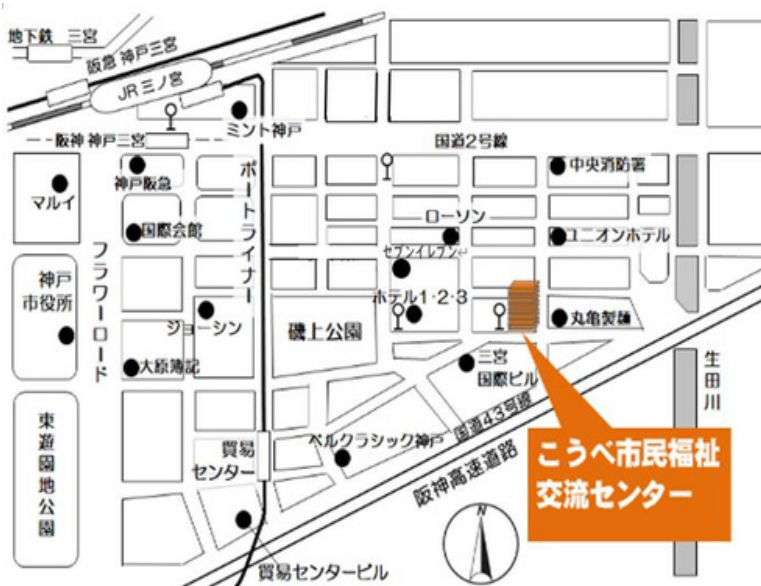 地下鉄 三宮
阪急 神戸三宮
JR 三ノ宮
阪神 神戸三宮
ミント神戸
国道2号線
マルイ
神戸阪急
ポートライナー
中央消防署
国際会館
ローソン
ユニオンホテル
フラワーロード
セブンイレブン
神戸
市役所
ジョーシン
磯上公園
ホテル1・2・3
丸亀製麺
大原簿記
三宮
国際ビル
生田川
東遊園地公園
貿易
センター
ベルクラシック神戸
国道43号線
阪神高速道路
こうべ市民福祉
交流センター
N
貿易センタービル